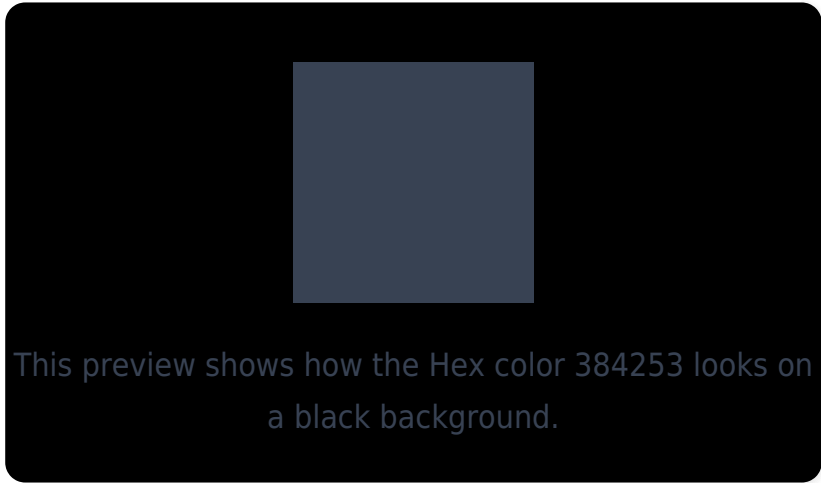 This preview shows how the Hex color 384253 looks on
a black background.